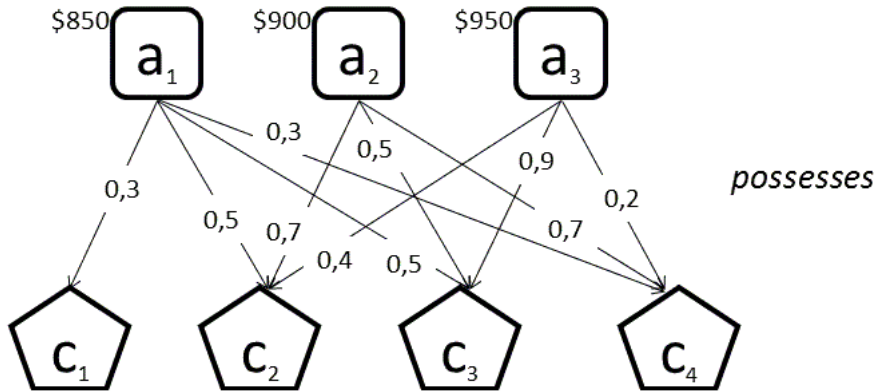 $850 $900 $950
a₁ a₂ a₃
0,3 0,5 0,9
0,3 0,5 0,7 0,4 0,5 0,7 0,2
possesses
c₁ c₂ c₃ c₄